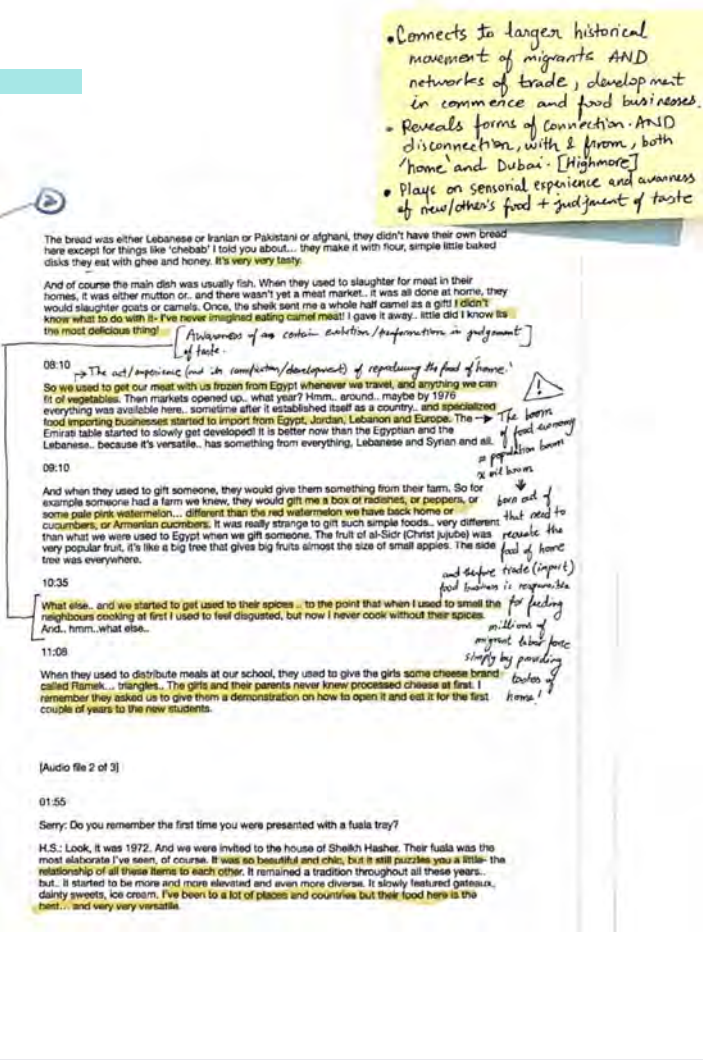 •Connects to larger historical
movement of migrants AND
networks of trade, development
in commerce and food businesses.
• Reveals forms of connection. AND
disconnection, with & from, both
'home' and Dubai. [Highmore]
• Plays on sensorial experience and awarness
of new/other's food + judgment of taste
2
The bread was either Lebanese or Iranian or Pakistani or afghani, they didn't have their own bread
here except for things like 'chebab' I told you about... they make it with flour, simple little baked
disks they eat with ghee and honey. It's very very tasty.
And of course the main dish was usually fish. When they used to slaughter for meat in their
homes, it was either mutton or.. and there wasn't yet a meat market.. it was all done at home, they
would slaughter goats or camels. Once, the sheik sent me a whole half camel as a gift! I didn't
know what to do with it- I've never imagined eating camel meat! I gave it away.. little did I know its
the most delicious thing!
[Awareness of a certain evolution/transformation in judgement
of taste.]
08:10
→The act/experience (and its complication/development) of reproducing the food of 'home.'
So we used to get our meat with us frozen from Egypt whenever we travel, and anything we can
fit of vegetables. Then markets opened up.. what year? Hmm.. around.. maybe by 1976
everything was available here.. sometime after it established itself as a country.. and specialized
food importing businesses started to import from Egypt, Jordan, Lebanon and Europe. The
Emirati table started to slowly get developed! It is better now than the Egyptian and the
Lebanese.. because it's versatile.. has something from everything, Lebanese and Syrian and all.
!
→ The boom
of food economy
population boom
oil boom
born out of
that need to
recreate the
food of home
and before trade (import)
food business is responsible
for feeding
millions of
migrant labor force
simply by providing
tastes of
home!
09:10
And when they used to gift someone, they would give them something from their farm. So for
example someone had a farm we knew, they would gift me a box of radishes, or peppers, or
some pale pink watermelon... different than the red watermelon we have back home or
cucumbers, or Armenian cucmbers. It was really strange to gift such simple foods.. very different
than what we were used to Egypt when we gift someone. The fruit of al-Sidr (Christ jujube) was
very popular fruit, it's like a big tree that gives big fruits almost the size of small apples. The side
tree was everywhere.
10:35
What else.. and we started to get used to their spices .. to the point that when I used to smell the
neighbours cooking at first I used to feel disgusted, but now I never cook without their spices.
And.. hmm..what else..
11:08
When they used to distribute meals at our school, they used to give the girls some cheese brand
called Ramek... triangles.. The girls and their parents never knew processed cheese at first. I
remember they asked us to give them a demonstration on how to open it and eat it for the first
couple of years to the new students.
[Audio file 2 of 3]
01:55
Serry: Do you remember the first time you were presented with a fuala tray?
H.S.: Look, it was 1972. And we were invited to the house of Sheikh Hasher. Their fuala was the
most elaborate I've seen, of course. It was so beautiful and chic, but it still puzzles you a little- the
relationship of all these items to each other. It remained a tradition throughout all these years..
but.. it started to be more and more elevated and even more diverse. It slowly featured gateaux,
dainty sweets, ice cream. I've been to a lot of places and countries but their food here is the
best... and very very versatile.